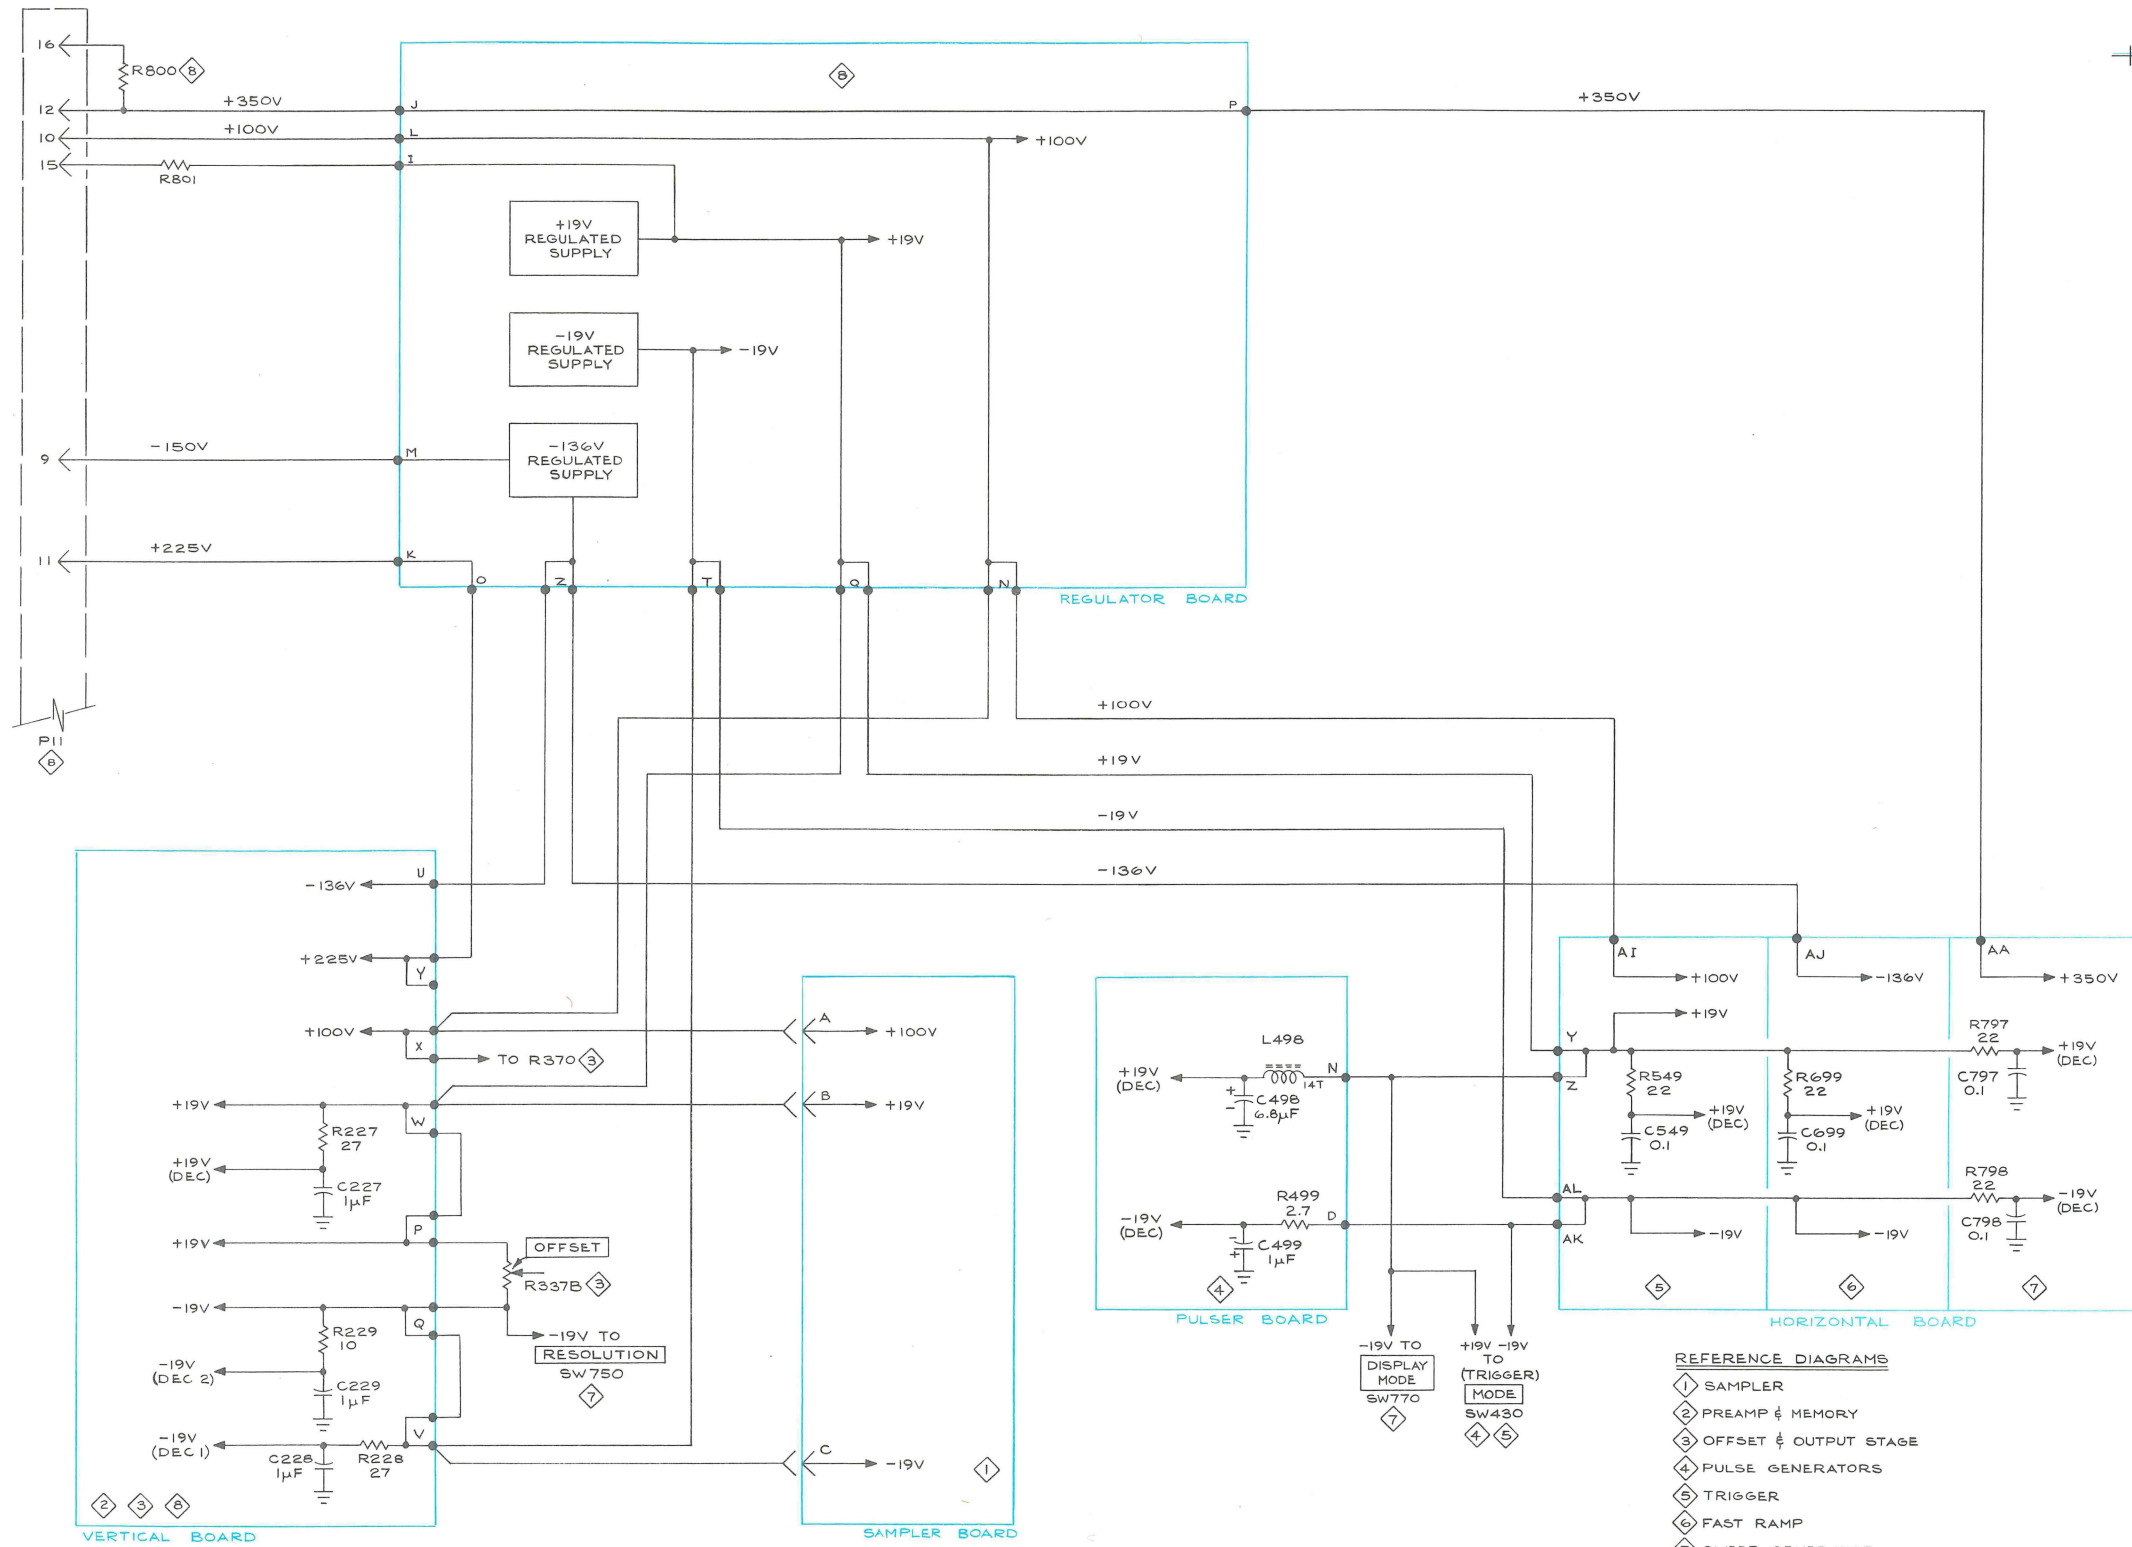 16
R800 8
12
+350V
J
8
P
+350V
10
+100V
L
+100V
15
R801
I
+19V
REGULATED
SUPPLY
+19V
-19V
REGULATED
SUPPLY
-19V
9
-150V
M
-136V
REGULATED
SUPPLY
11
+225V
K
O
Z
T
Q
N
REGULATOR BOARD
P11
8
+100V
+19V
-19V
-136V
-136V
U
+225V
Y
+100V
X
TO R370 3
+19V
W
R227
27
+19V
(DEC)
C227
1μF
P
+19V
OFFSET
R337B 3
-19V
Q
R229
10
-19V TO
RESOLUTION
SW750
7
-19V
(DEC 2)
C229
1μF
-19V
(DEC 1)
V
C228
1μF
R228
27
2 3 8
VERTICAL BOARD
A
+100V
B
+19V
C
-19V
1
SAMPLER BOARD
L498
+19V
(DEC)
14T
N
+
-
C498
6.8μF
R499
2.7
-19V
(DEC)
D
-
+
C499
1μF
4
PULSER BOARD
-19V TO
DISPLAY
MODE
SW770
7
+19V -19V
TO
(TRIGGER)
MODE
SW430
4 5
AI
+100V
AJ
-136V
AA
+350V
+19V
Y
Z
R549
22
+19V
(DEC)
C549
0.1
R699
22
+19V
(DEC)
C699
0.1
R797
22
+19V
(DEC)
C797
0.1
AL
AK
-19V
-19V
R798
22
-19V
(DEC)
C798
0.1
5
6
7
HORIZONTAL BOARD
REFERENCE DIAGRAMS
1 SAMPLER
2 PREAMP & MEMORY
3 OFFSET & OUTPUT STAGE
4 PULSE GENERATORS
5 TRIGGER
6 FAST RAMP